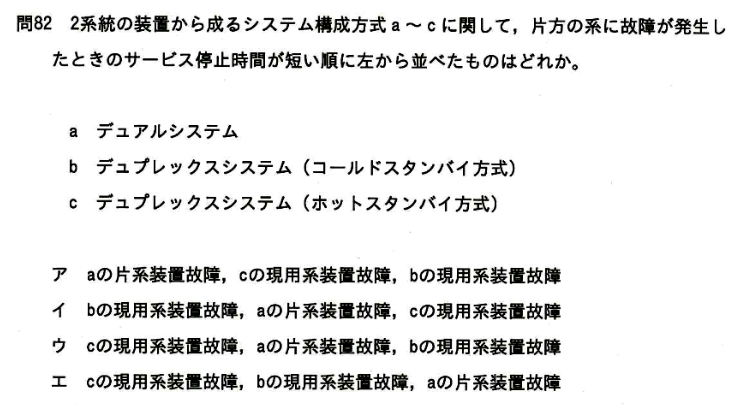 問82 2系統の装置から成るシステム構成方式a〜cに関して，片方の系に故障が発生し
たときのサービス停止時間が短い順に左から並べたものはどれか。
a デュアルシステム
b デュプレックスシステム（コールドスタンバイ方式）
c デュプレックスシステム（ホットスタンバイ方式）
ア aの片系装置故障，cの現用系装置故障，bの現用系装置故障
イ bの現用系装置故障，aの片系装置故障，cの現用系装置故障
ウ cの現用系装置故障，aの片系装置故障，bの現用系装置故障
エ cの現用系装置故障，bの現用系装置故障，aの片系装置故障